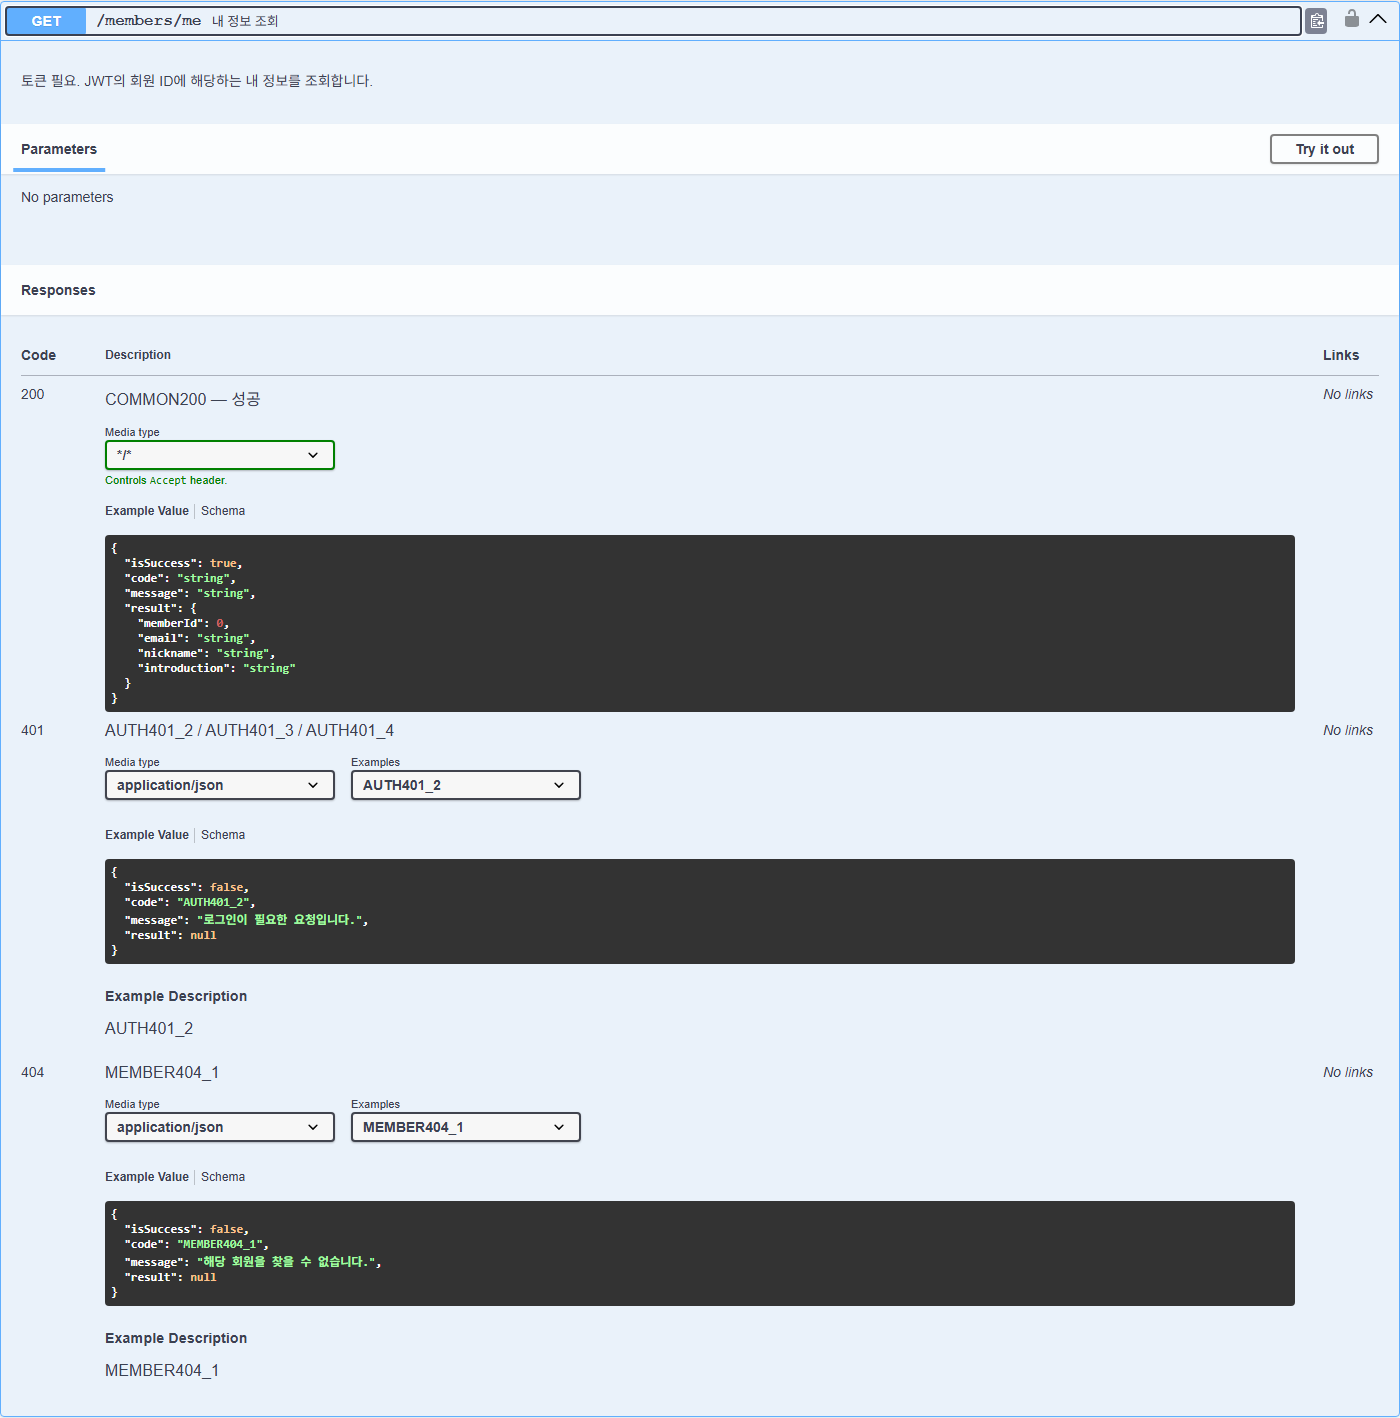 GET /members/me 내 정보 조회
토큰 필요. JWT의 회원 ID에 해당하는 내 정보를 조회합니다.
Parameters
Try it out
No parameters
Responses
Code Description Links
200 COMMON200 — 성공 No links
Media type
*/*
Controls Accept header.
Example Value Schema
{
  "isSuccess": true,
  "code": "string",
  "message": "string",
  "result": {
    "memberId": 0,
    "email": "string",
    "nickname": "string",
    "introduction": "string"
  }
}
401 AUTH401_2 / AUTH401_3 / AUTH401_4 No links
Media type Examples
application/json AUTH401_2
Example Value Schema
{
  "isSuccess": false,
  "code": "AUTH401_2",
  "message": "로그인이 필요한 요청입니다.",
  "result": null
}
Example Description
AUTH401_2
404 MEMBER404_1 No links
Media type Examples
application/json MEMBER404_1
Example Value Schema
{
  "isSuccess": false,
  "code": "MEMBER404_1",
  "message": "해당 회원을 찾을 수 없습니다.",
  "result": null
}
Example Description
MEMBER404_1